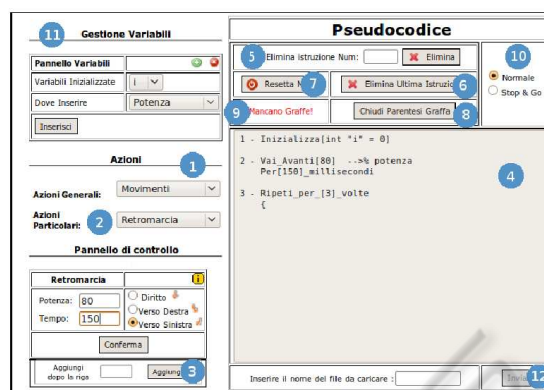 11 Gestione Variabili
Pannello Variabili
Variabili Inizializzate i
Dove Inserire Potenza
Inserisci
Azioni
1
Azioni Generali: Movimenti
Azioni Particolari: 2 Retromarcia
Pannello di controllo
Retromarcia
Potenza: 80
Tempo: 150
Diritto
Verso Destra
Verso Sinistra
Conferma
Aggiungi dopo la riga
Aggiung
3
Pseudocodice
5 Elimina istruzione Num: Elimina
Resetta 7
Elimina Ultima Istruzio 6
9 Mancano Graffe!
Chiudi Parentesi Graffa 8
10
Normale
Stop & Go
1 - Inizializza[int "i" = 0]
2 - Vai_Avanti[80] -->% potenza
Per[150]_millisecondi
3 - Ripeti_per_[3]_volte
{
4
Inserire il nome del file da caricare :
Invia
12